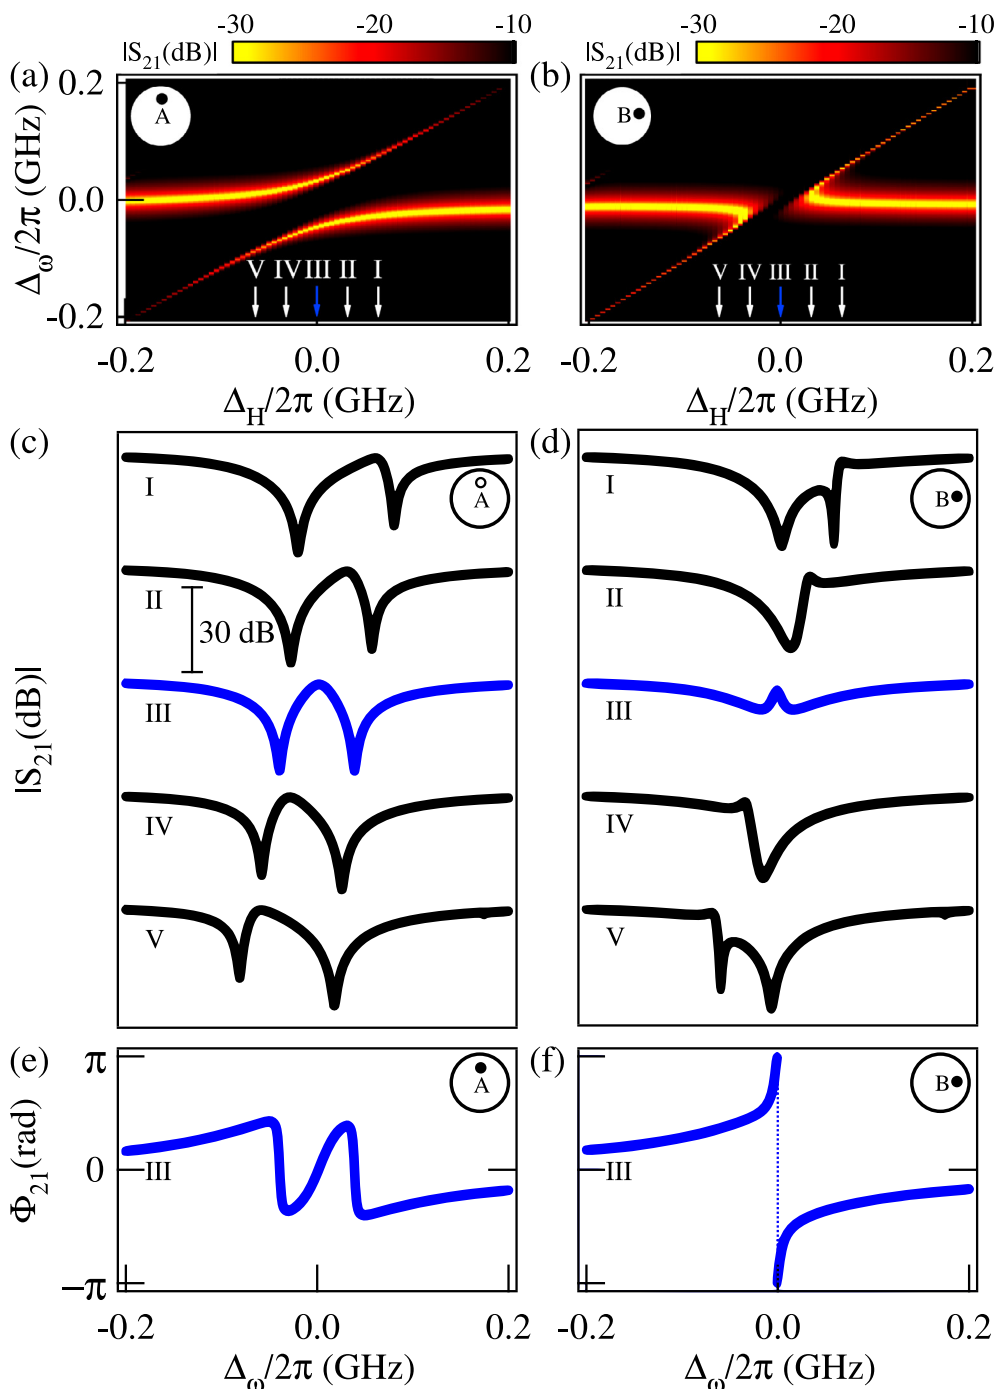 |S21(dB)| -30 -20 -10
|S21(dB)| -30 -20 -10
(a) 0.2 0.0 -0.2
Δω/2π (GHz)
A
V IV III II I
-0.2 0.0 0.2
ΔH/2π (GHz)
(b)
B
V IV III II I
-0.2 0.0 0.2
ΔH/2π (GHz)
(c)
A
I
II
30 dB
III
IV
V
|S21(dB)|
(d)
B
I
II
III
IV
V
(e) π 0 −π
Φ21(rad)
A
III
-0.2 0.0 0.2
Δω/2π (GHz)
(f)
B
III
-0.2 0.0 0.2
Δω/2π (GHz)